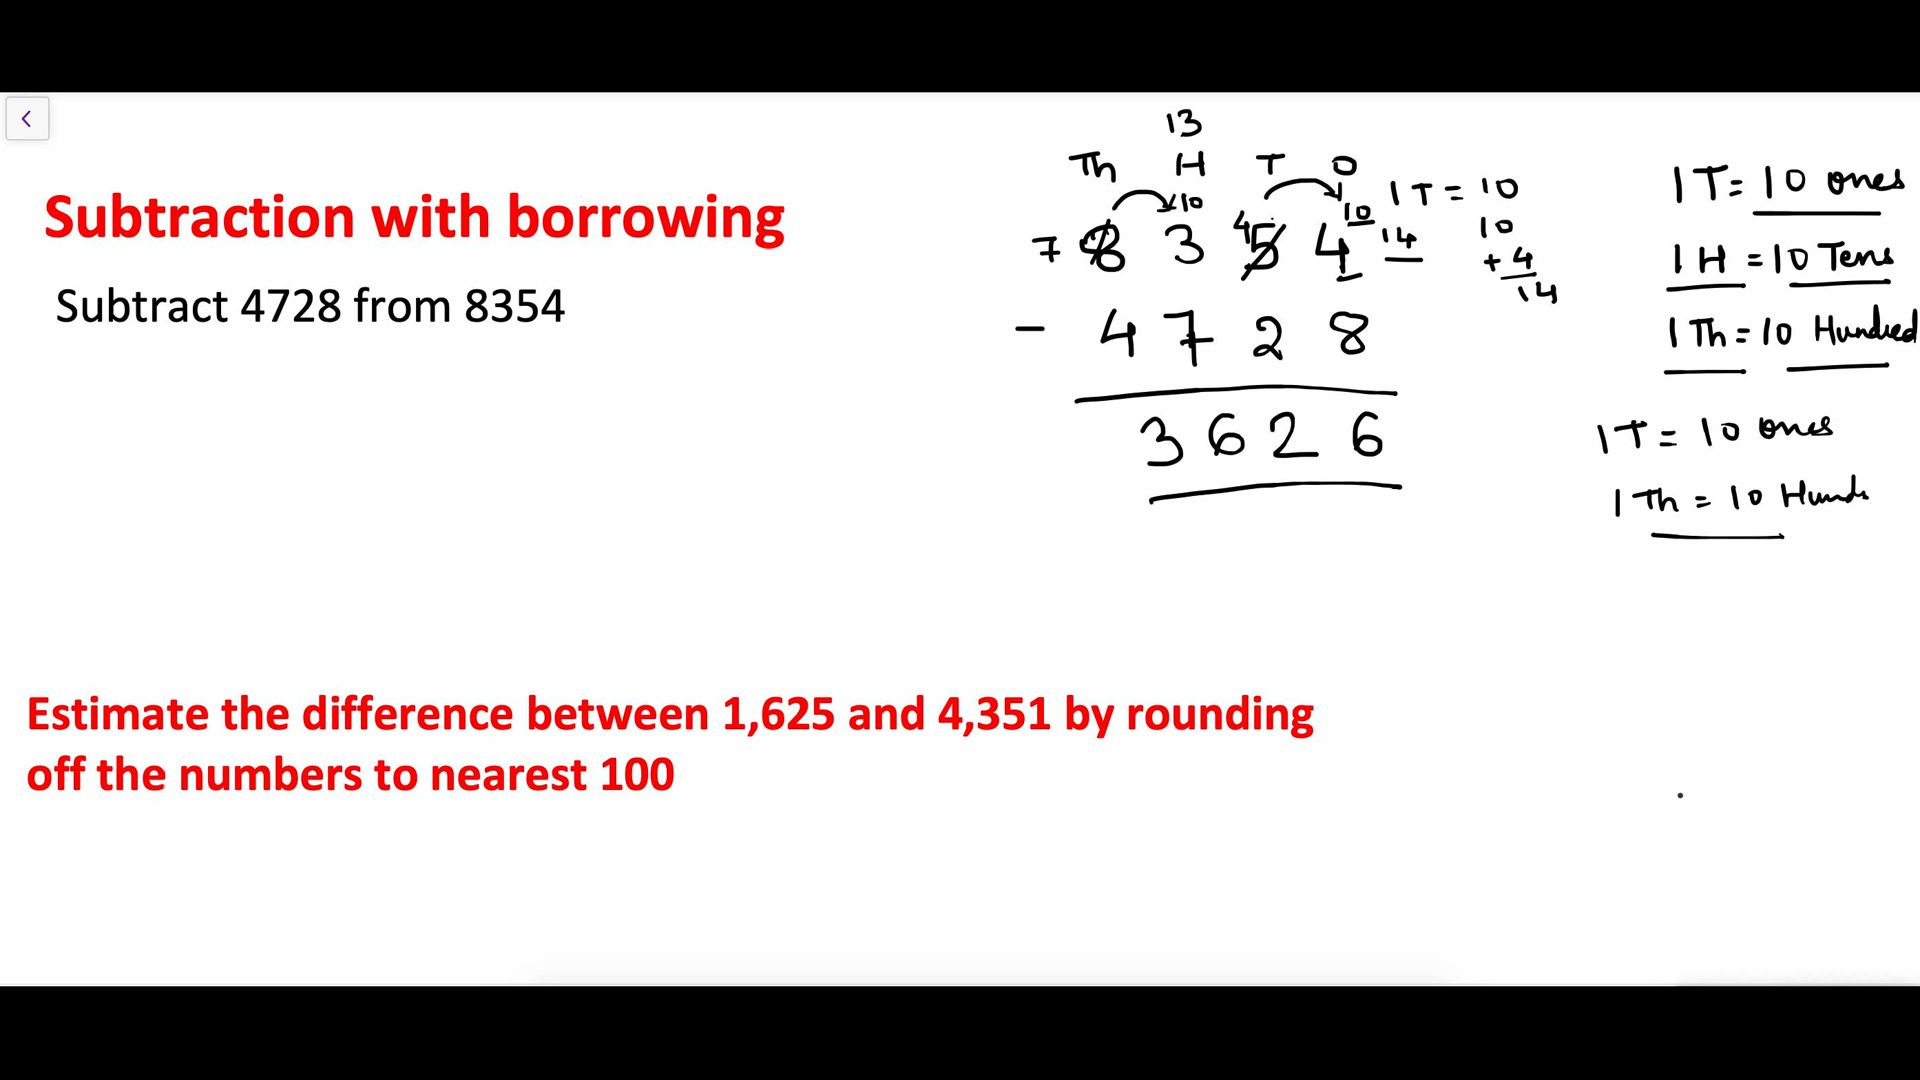 Subtraction with borrowing
Subtract 4728 from 8354
13
Th H T O
10
10
7 8 3 4 5 4 14
- 4 7 2 8
3 6 2 6
1 T = 10
10
+ 4
14
1 T = 10 ones
1 H = 10 Tens
1 Th = 10 Hundred
1 T = 10 ones
1 Th = 10 Hunds
Estimate the difference between 1,625 and 4,351 by rounding
off the numbers to nearest 100